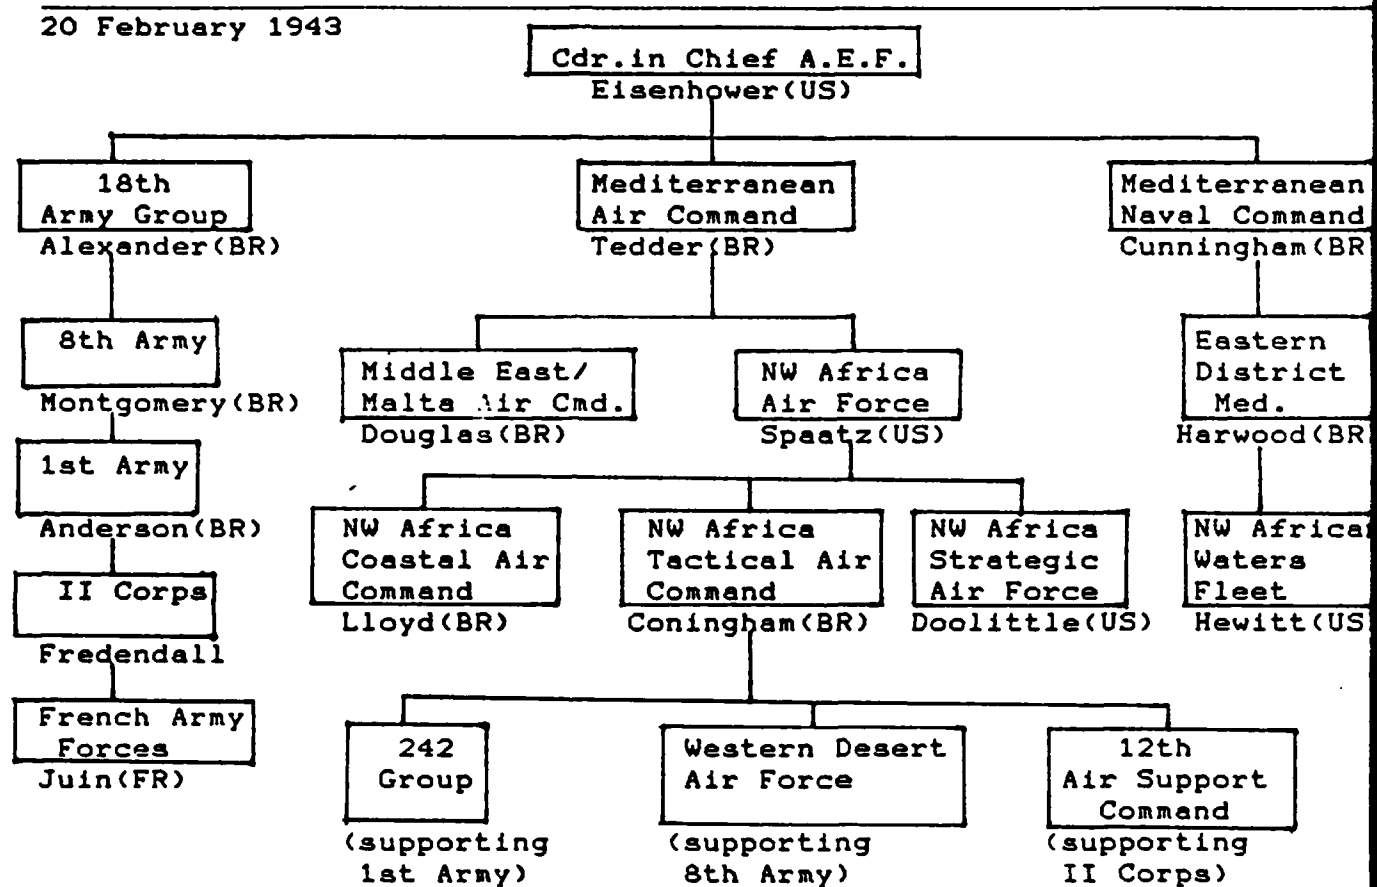 20 February 1943
Cdr.in Chief A.E.F.
Eisenhower(US)
18th
Army Group
Alexander(BR)
Mediterranean
Air Command
Tedder(BR)
Mediterranean
Naval Command
Cunningham(BR
8th Army
Montgomery(BR)
1st Army
Anderson(BR)
II Corps
Fredendall
French Army
Forces
Juin(FR)
Middle East/
Malta Air Cmd.
Douglas(BR)
NW Africa
Air Force
Spaatz(US)
Eastern
District
Med.
Harwood(BR
NW Africa
Coastal Air
Command
Lloyd(BR)
NW Africa
Tactical Air
Command
Coningham(BR)
NW Africa
Strategic
Air Force
Doolittle(US)
NW Africa
Waters
Fleet
Hewitt(US
242
Group
(supporting
1st Army)
Western Desert
Air Force
(supporting
8th Army)
12th
Air Support
Command
(supporting
II Corps)